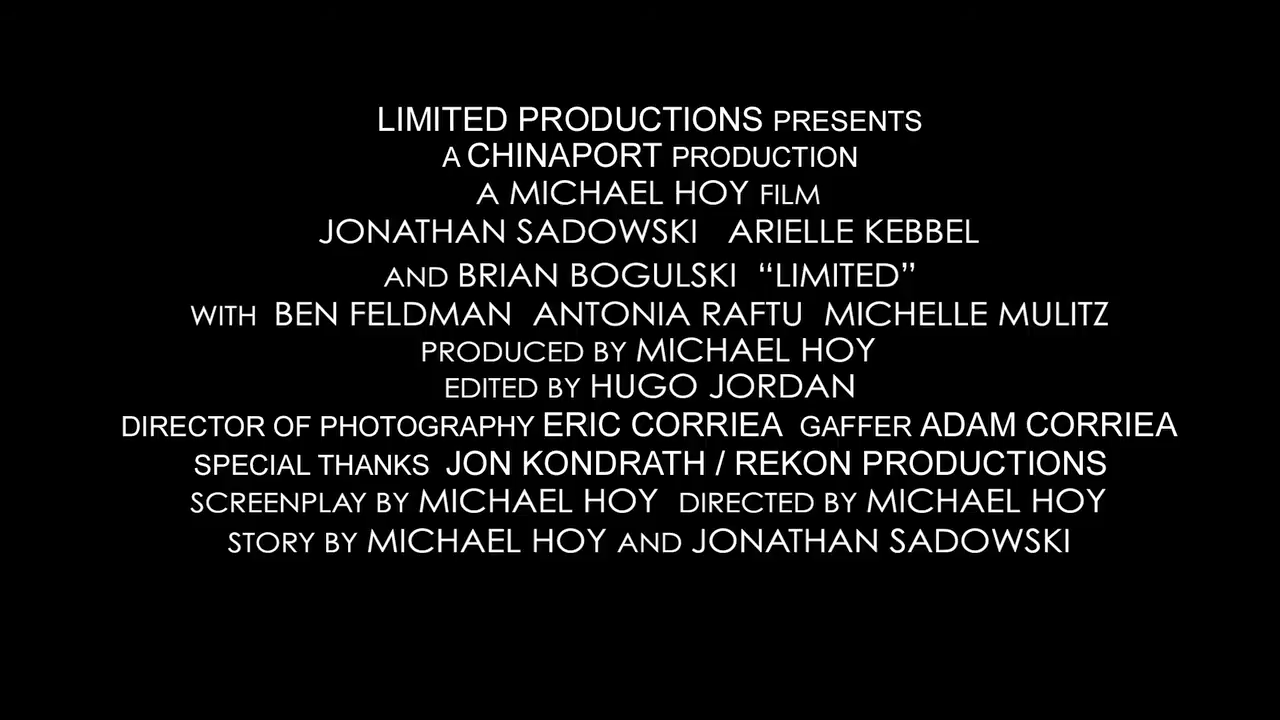 LIMITED PRODUCTIONS PRESENTS
A CHINAPORT PRODUCTION
A MICHAEL HOY FILM
JONATHAN SADOWSKI ARIELLE KEBBEL
AND BRIAN BOGULSKI “LIMITED”
WITH BEN FELDMAN ANTONIA RAFTU MICHELLE MULITZ
PRODUCED BY MICHAEL HOY
EDITED BY HUGO JORDAN
DIRECTOR OF PHOTOGRAPHY ERIC CORRIEA GAFFER ADAM CORRIEA
SPECIAL THANKS JON KONDRATH / REKON PRODUCTIONS
SCREENPLAY BY MICHAEL HOY DIRECTED BY MICHAEL HOY
STORY BY MICHAEL HOY AND JONATHAN SADOWSKI